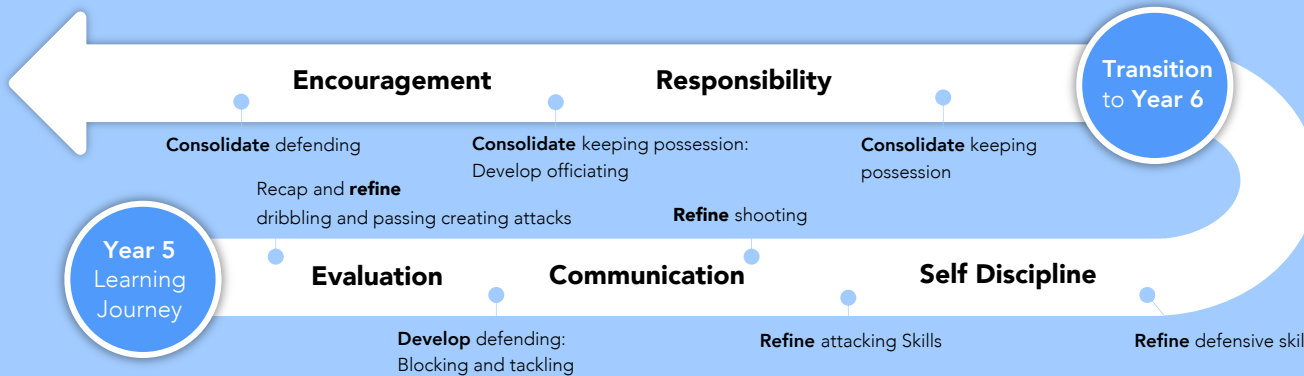 Encouragement
Responsibility
Transition
to Year 6
Consolidate defending
Consolidate keeping possession:
Develop officiating
Consolidate keeping
possession
Recap and refine
dribbling and passing creating attacks
Refine shooting
Year 5
Learning
Journey
Evaluation
Communication
Self Discipline
Develop defending:
Blocking and tackling
Refine attacking Skills
Refine defensive skil